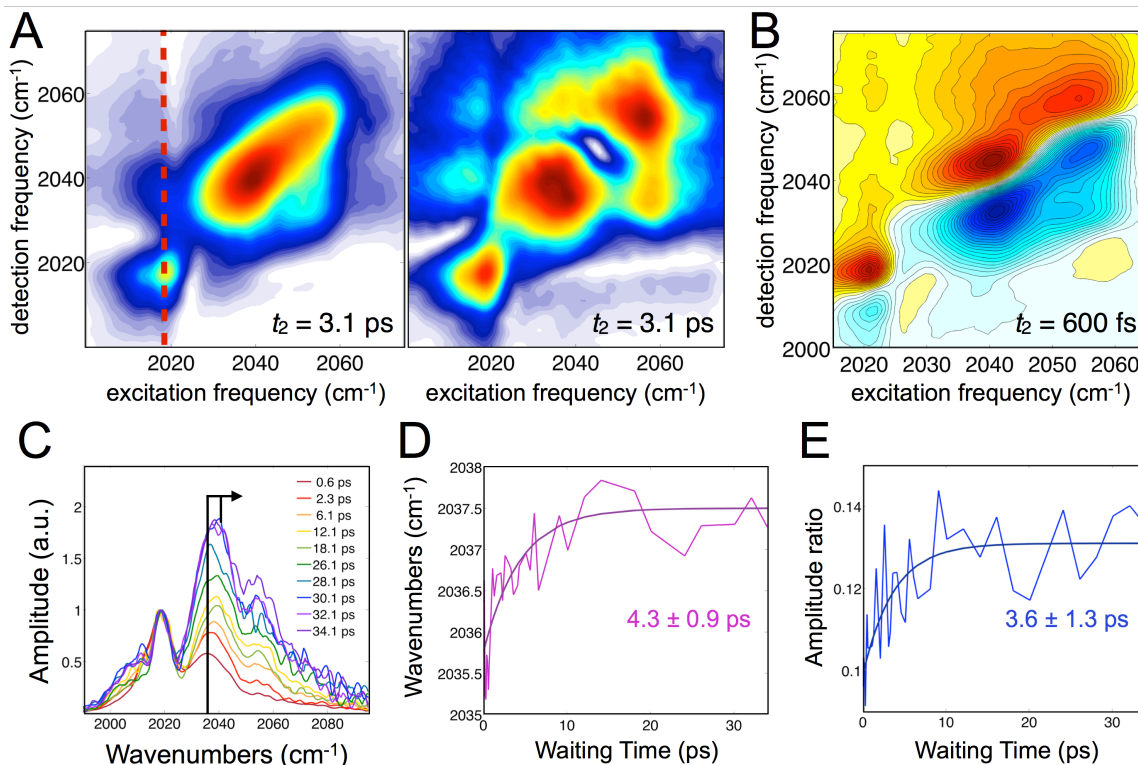 A
B
detection frequency (cm-1)
2060
2040
2020
t2 = 3.1 ps
t2 = 3.1 ps
2020 2040 2060
2020 2040 2060
excitation frequency (cm-1)
excitation frequency (cm-1)
detection frequency (cm-1)
2060
2040
2020
2000
t2 = 600 fs
2020 2030 2040 2050 2060
excitation frequency (cm-1)
C
Amplitude (a.u.)
2
1.5
1
0.5
0.6 ps
2.3 ps
6.1 ps
12.1 ps
18.1 ps
26.1 ps
28.1 ps
30.1 ps
32.1 ps
34.1 ps
2000 2020 2040 2060 2080
Wavenumbers (cm-1)
D
Wavenumbers (cm-1)
2038
2037.5
2037
2036.5
2036
2035.5
2035
4.3 ± 0.9 ps
0 10 20 30
Waiting Time (ps)
E
Amplitude ratio
0.14
0.12
0.1
3.6 ± 1.3 ps
0 10 20 30
Waiting Time (ps)